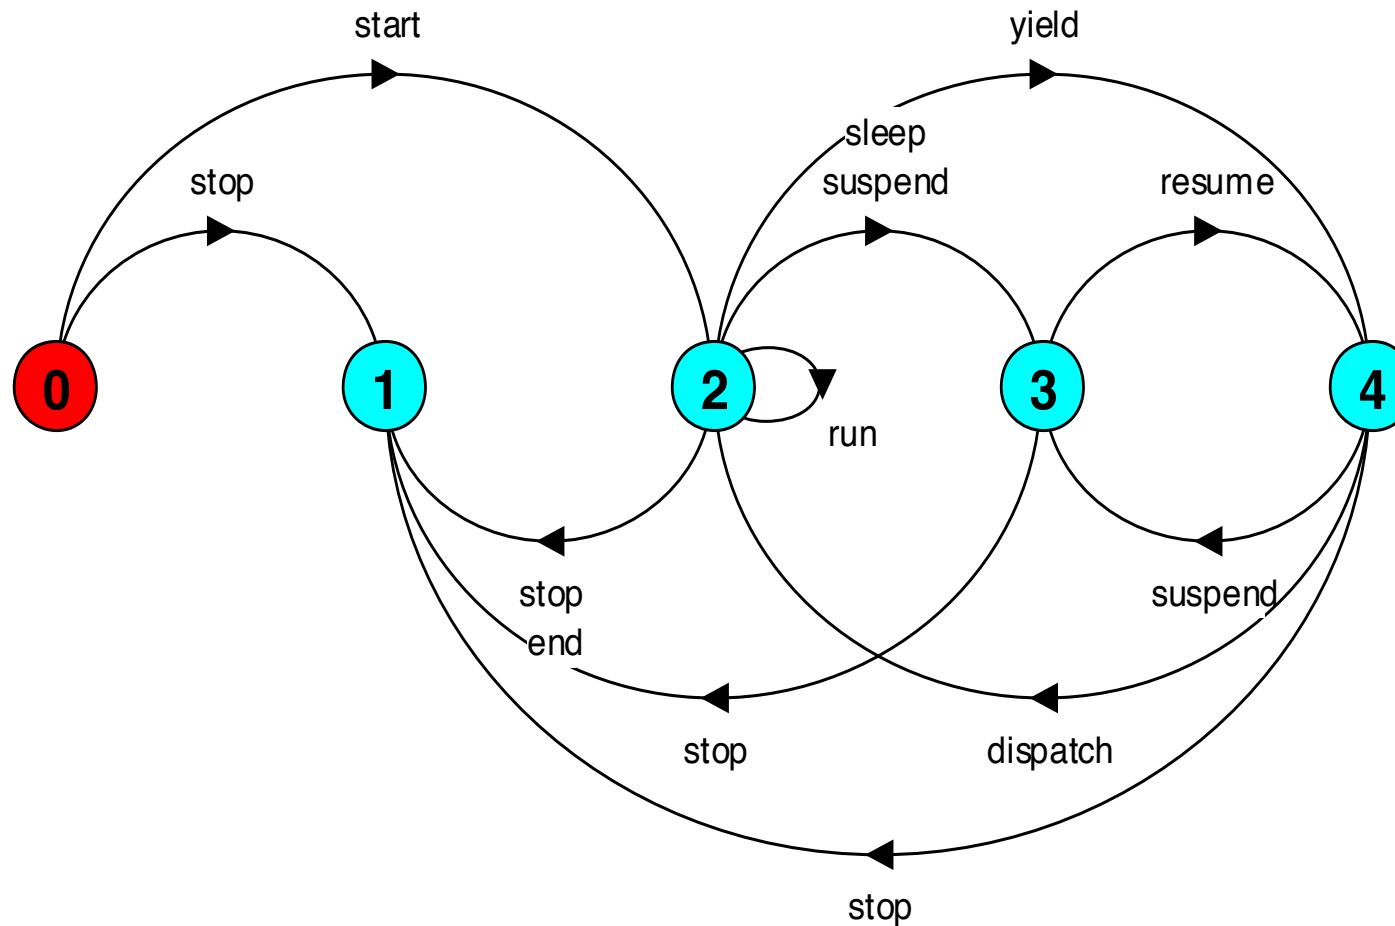 start
yield
sleep
stop
suspend
resume
0
1
2
3
4
run
stop
suspend
end
stop
dispatch
stop